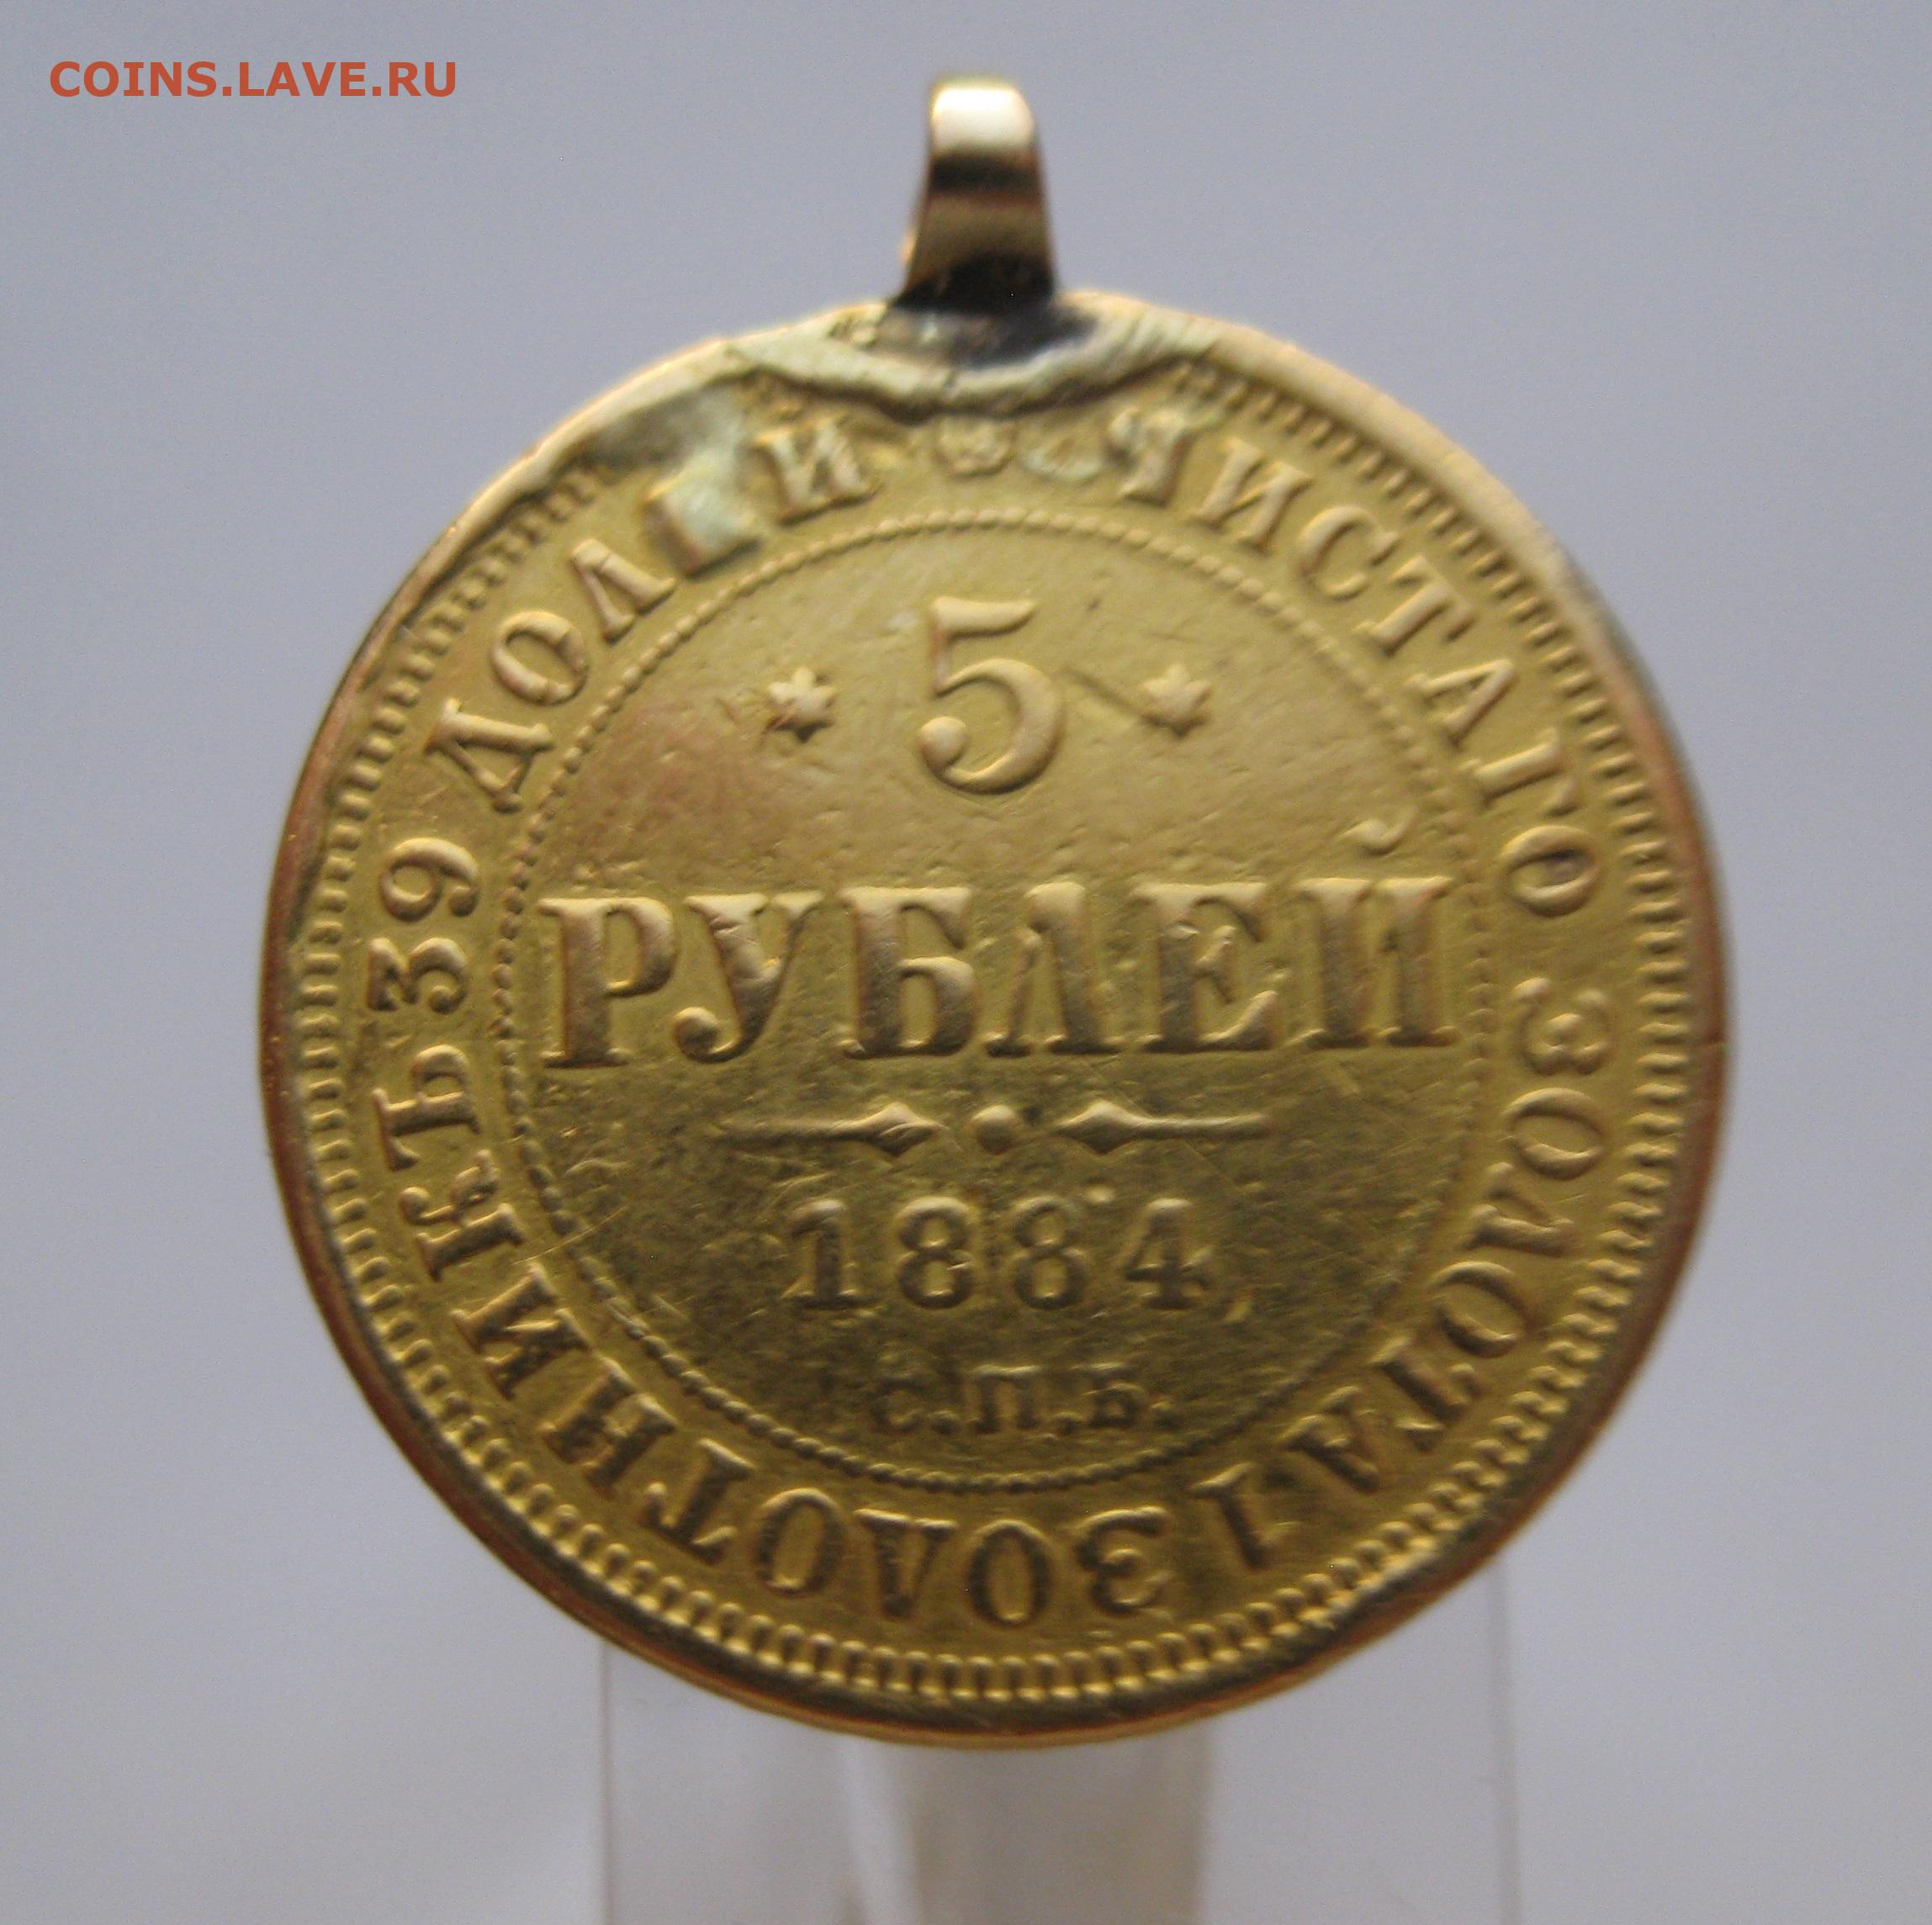 COINS.LAVE.RU
ЧИСТАГО ЗОЛОТА 1 ЗОЛОТНИКЪ 39 ДОЛЕЙ
5
РУБЛЕЙ
1884
С.П.Б.